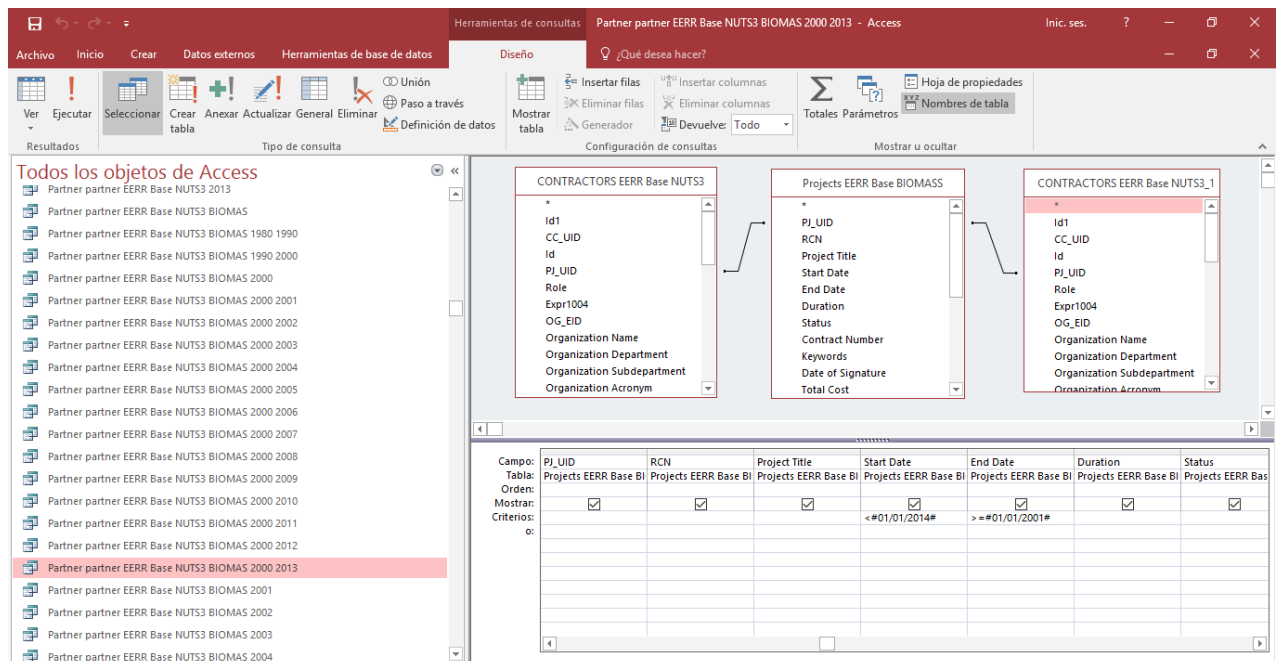 Herramientas de consultas Partner partner EERR Base NUTS3 BIOMAS 2000 2013 - Access Inic. ses. ?
Archivo Inicio Crear Datos externos Herramientas de base de datos Diseño ¿Qué desea hacer?
Ver Ejecutar Seleccionar Crear tabla Anexar Actualizar General Eliminar
Unión
Paso a través
Definición de datos
Mostrar tabla
Insertar filas
Eliminar filas
Generador
Insertar columnas
Eliminar columnas
Devuelve: Todo
Totales Parámetros
Hoja de propiedades
XYZ Nombres de tabla
Resultados Tipo de consulta Configuración de consultas Mostrar u ocultar
Todos los objetos de Access
Partner partner EERR Base NUTS3 2013
Partner partner EERR Base NUTS3 BIOMAS
Partner partner EERR Base NUTS3 BIOMAS 1980 1990
Partner partner EERR Base NUTS3 BIOMAS 1990 2000
Partner partner EERR Base NUTS3 BIOMAS 2000
Partner partner EERR Base NUTS3 BIOMAS 2000 2001
Partner partner EERR Base NUTS3 BIOMAS 2000 2002
Partner partner EERR Base NUTS3 BIOMAS 2000 2003
Partner partner EERR Base NUTS3 BIOMAS 2000 2004
Partner partner EERR Base NUTS3 BIOMAS 2000 2005
Partner partner EERR Base NUTS3 BIOMAS 2000 2006
Partner partner EERR Base NUTS3 BIOMAS 2000 2007
Partner partner EERR Base NUTS3 BIOMAS 2000 2008
Partner partner EERR Base NUTS3 BIOMAS 2000 2009
Partner partner EERR Base NUTS3 BIOMAS 2000 2010
Partner partner EERR Base NUTS3 BIOMAS 2000 2011
Partner partner EERR Base NUTS3 BIOMAS 2000 2012
Partner partner EERR Base NUTS3 BIOMAS 2000 2013
Partner partner EERR Base NUTS3 BIOMAS 2001
Partner partner EERR Base NUTS3 BIOMAS 2002
Partner partner EERR Base NUTS3 BIOMAS 2003
Partner partner EERR Base NUTS3 BIOMAS 2004
CONTRACTORS EERR Base NUTS3
*
Id1
CC_UID
Id
PJ_UID
Role
Expr1004
OG_EID
Organization Name
Organization Department
Organization Subdepartment
Organization Acronym
Projects EERR Base BIOMASS
*
PJ_UID
RCN
Project Title
Start Date
End Date
Duration
Status
Contract Number
Keywords
Date of Signature
Total Cost
CONTRACTORS EERR Base NUTS3_1
*
Id1
CC_UID
Id
PJ_UID
Role
Expr1004
OG_EID
Organization Name
Organization Department
Organization Subdepartment
Organization Acronym
Campo: PJ_UID RCN Project Title Start Date End Date Duration Status
Tabla: Projects EERR Base BI Projects EERR Base BI Projects EERR Base BI Projects EERR Base BI Projects EERR Base BI Projects EERR Base BI Projects EERR Bas
Orden:
Mostrar:
Criterios: <#01/01/2014# >=#01/01/2001#
o: